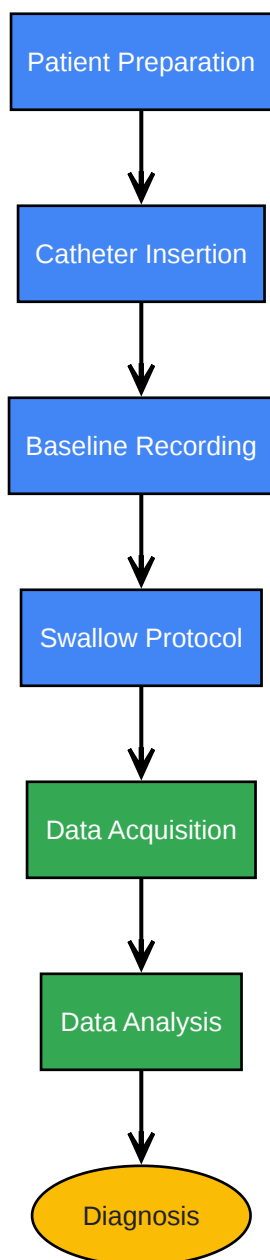 Patient Preparation
Catheter Insertion
Baseline Recording
Swallow Protocol
Data Acquisition
Data Analysis
Diagnosis